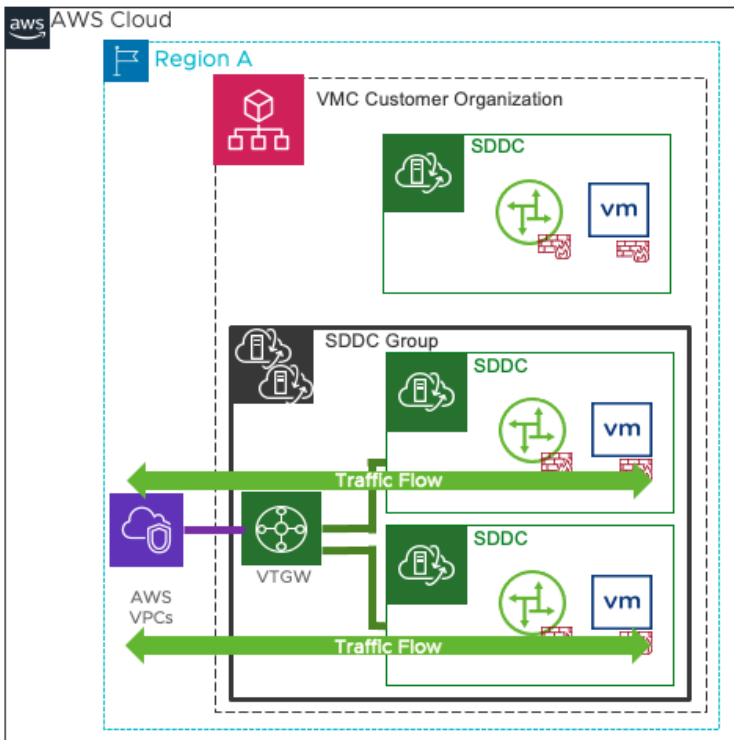 aws AWS Cloud
Region A
VMC Customer Organization
SDDC
vm
SDDC Group
SDDC
vm
Traffic Flow
VTGW
AWS
VPCs
SDDC
vm
Traffic Flow